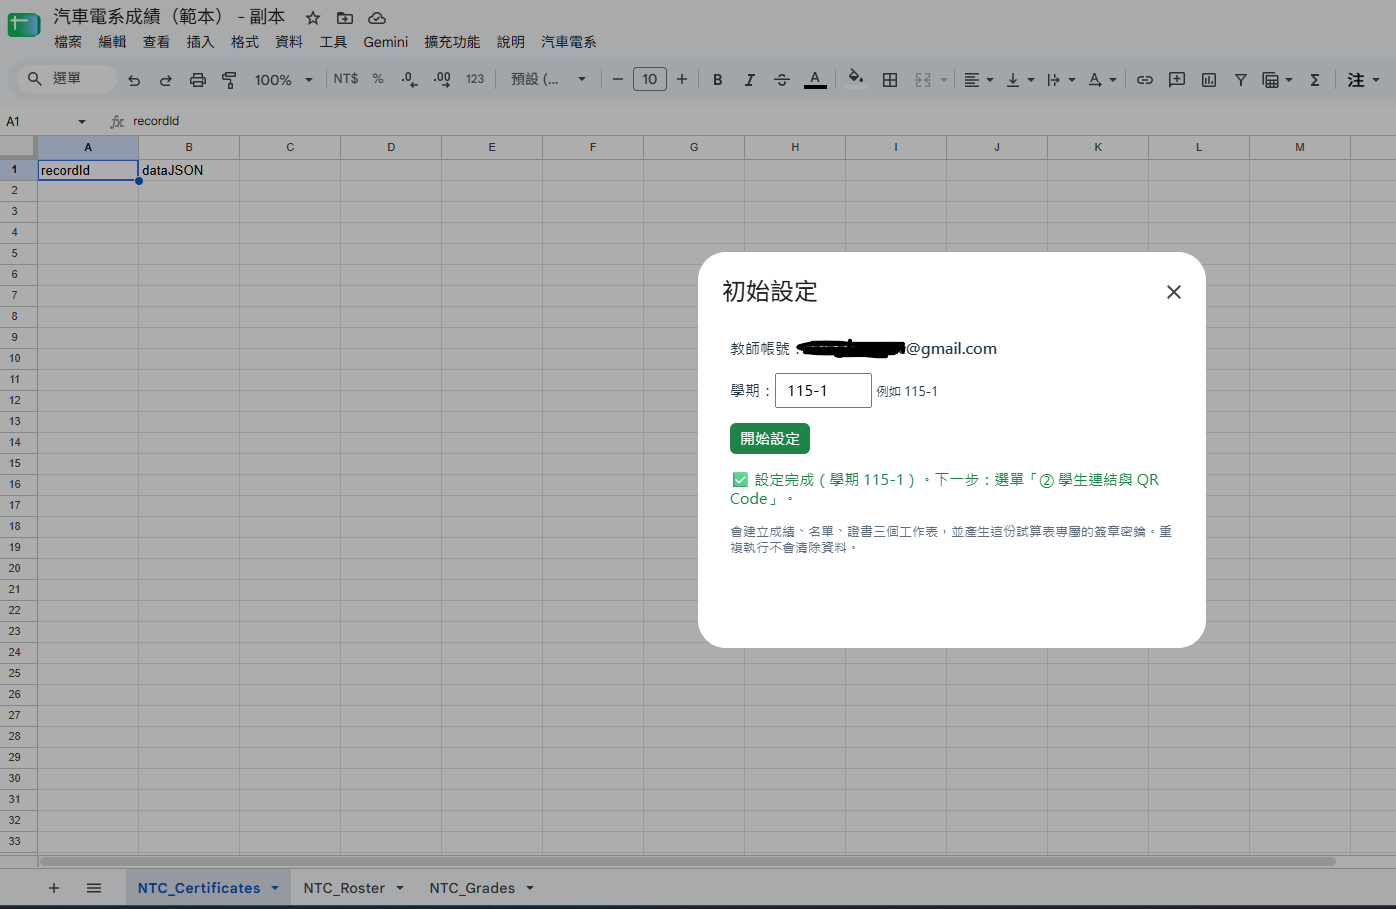 汽車電系成績（範本） - 副本
檔案 編輯 查看 插入 格式 資料 工具 Gemini 擴充功能 說明 汽車電系
選單 100% NT$ % .0 .00 123 預設 (... 10 B I S A Σ 注
A1 fx recordId
A B C D E F G H I J K L M
1 recordId dataJSON
2
3
4
5
6
7
8
9
10
11
12
13
14
15
16
17
18
19
20
21
22
23
24
25
26
27
28
29
30
31
32
33
初始設定
教師帳號：@gmail.com
學期： 115-1 例如 115-1
開始設定
✅ 設定完成（學期 115-1）。下一步：選單「② 學生連結與 QR
Code」。
會建立成績、名單、證書三個工作表，並產生這份試算表專屬的簽章密鑰。重
複執行不會清除資料。
NTC_Certificates NTC_Roster NTC_Grades